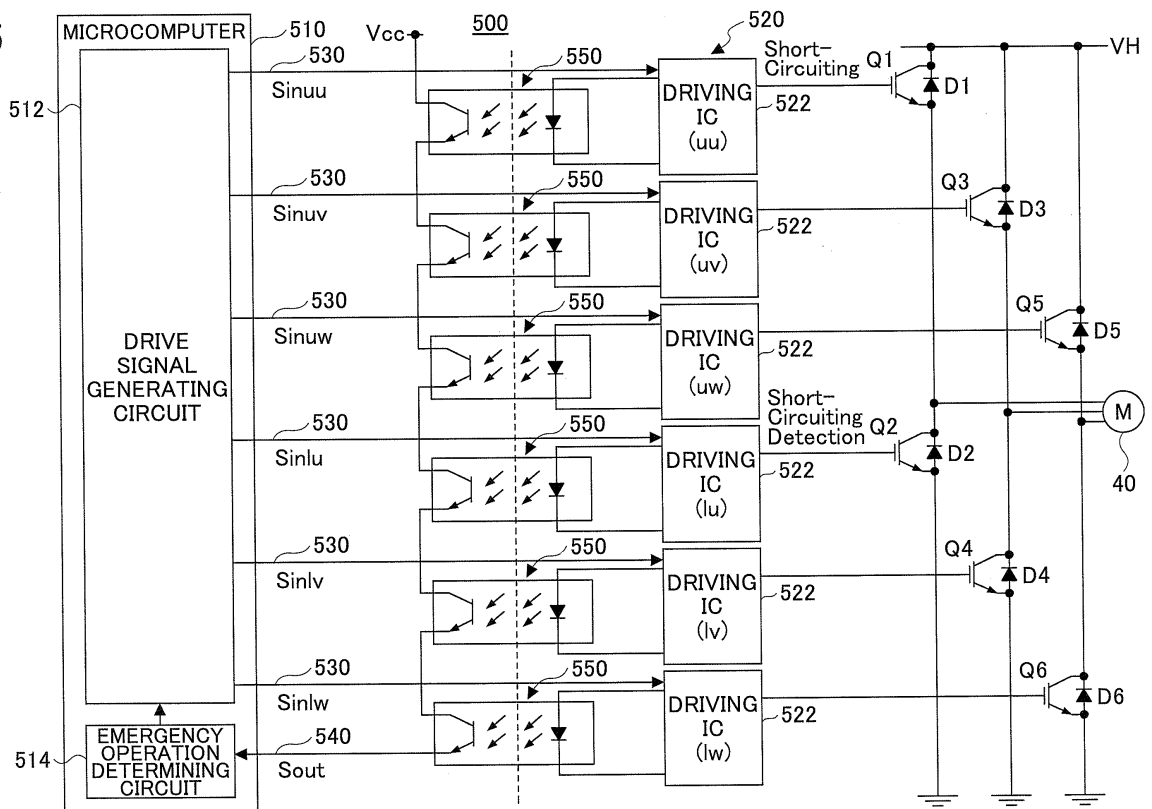 5
MICROCOMPUTER
510
Vcc
500
520
VH
512
530
Sinuu
550
DRIVING
IC
(uu)
522
Short-
Circuiting
Q1
D1
530
Sinuv
550
DRIVING
IC
(uv)
522
Q3
D3
530
Sinuw
550
DRIVING
IC
(uw)
522
Q5
D5
DRIVE
SIGNAL
GENERATING
CIRCUIT
530
Sinlu
550
DRIVING
IC
(lu)
522
Short-
Circuiting
Detection
Q2
D2
M
40
530
Sinlv
550
DRIVING
IC
(lv)
522
Q4
D4
530
Sinlw
550
DRIVING
IC
(lw)
522
Q6
D6
514
EMERGENCY
OPERATION
DETERMINING
CIRCUIT
540
Sout